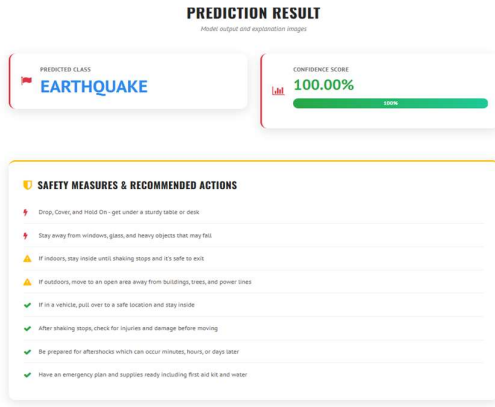 PREDICTION RESULT
Model output and explanation images
PREDICTED CLASS
EARTHQUAKE
CONFIDENCE SCORE
100.00%
100%
SAFETY MEASURES & RECOMMENDED ACTIONS
Drop, Cover, and Hold On - get under a sturdy table or desk
Stay away from windows, glass, and heavy objects that may fall
If indoors, stay inside until shaking stops and it's safe to exit
If outdoors, move to an open area away from buildings, trees, and power lines
If in a vehicle, pull over to a safe location and stay inside
After shaking stops, check for injuries and damage before moving
Be prepared for aftershocks which can occur minutes, hours, or days later
Have an emergency plan and supplies ready including first aid kit and water